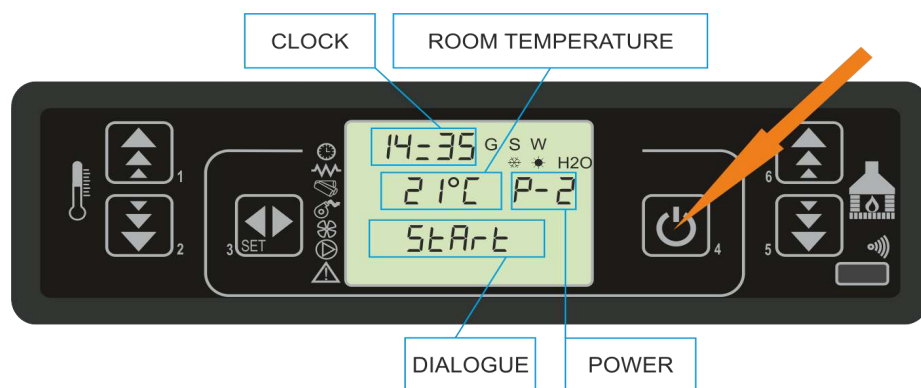 CLOCK ROOM TEMPERATURE
14=35 G S W
H2O
21°C P-2
StArt
1
2
3 SET
4
6
5
DIALOGUE POWER